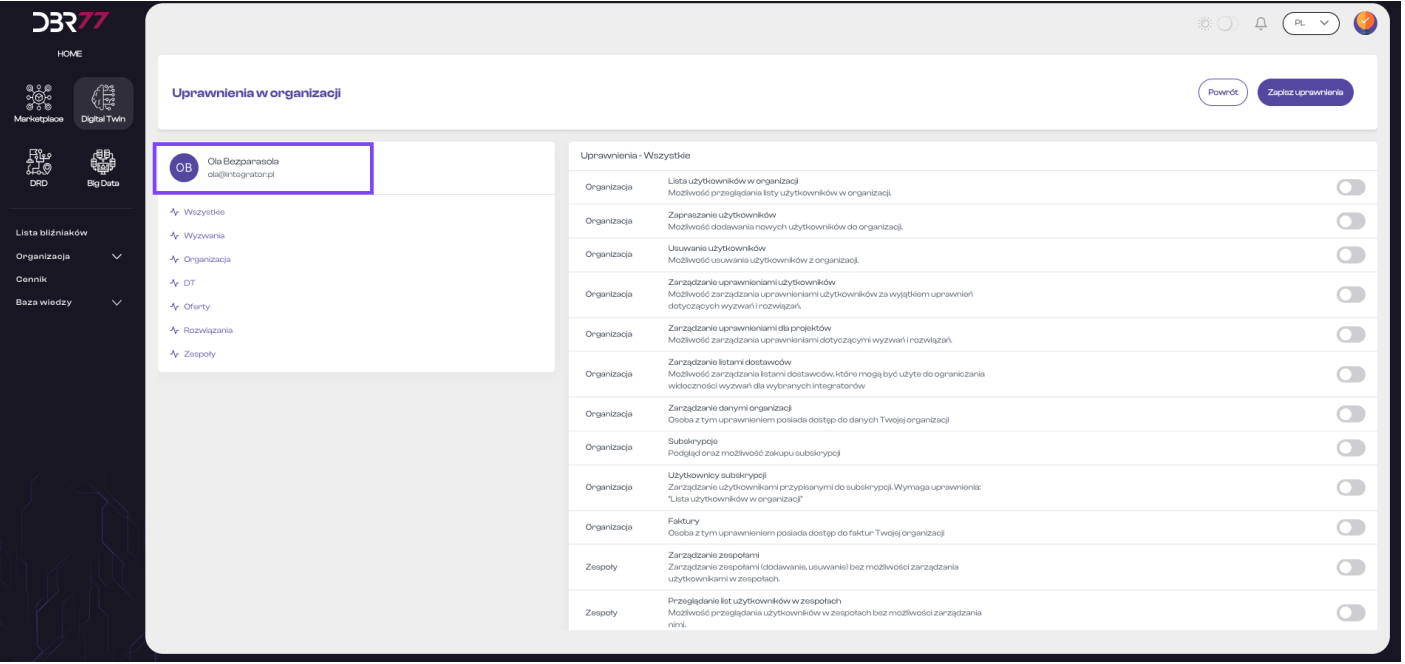 DBR77
HOME
Marketplace
Digital Twin
DRD
Big Data
Lista bliźniaków
Organizacja
Cennik
Baza wiedzy
PL
Uprawnienia w organizacji
Powrót
Zapisz uprawnienia
OB
Ola Bezparasola
ola@integrator.pl
Wszystkie
Wyzwania
Organizacja
DT
Oferty
Rozwiązania
Zespoły
Uprawnienia - Wszystkie
Organizacja
Lista użytkowników w organizacji
Możliwość przeglądania listy użytkowników w organizacji.
Organizacja
Zapraszanie użytkowników
Możliwość dodawania nowych użytkowników do organizacji.
Organizacja
Usuwanie użytkowników
Możliwość usuwania użytkowników z organizacji.
Organizacja
Zarządzanie uprawnieniami użytkowników
Możliwość zarządzania uprawnieniami użytkowników za wyjątkiem uprawnień
dotyczących wyzwań i rozwiązań.
Organizacja
Zarządzanie uprawnieniami dla projektów
Możliwość zarządzania uprawnieniami dotyczącymi wyzwań i rozwiązań.
Organizacja
Zarządzanie listami dostawców
Możliwość zarządzania listami dostawców, które mogą być użyte do ograniczania
widoczności wyzwań dla wybranych integratorów
Organizacja
Zarządzanie danymi organizacji
Osoba z tym uprawnieniem posiada dostęp do danych Twojej organizacji
Organizacja
Subskrypcje
Podgląd oraz możliwość zakupu subskrypcji
Organizacja
Użytkownicy subskrypcji
Zarządzanie użytkownikami przypisanymi do subskrypcji. Wymaga uprawnienia:
"Lista użytkowników w organizacji"
Organizacja
Faktury
Osoba z tym uprawnieniem posiada dostęp do faktur Twojej organizacji
Zespoły
Zarządzanie zespołami
Zarządzanie zespołami (dodawanie, usuwanie) bez możliwości zarządzania
użytkownikami w zespołach.
Zespoły
Przeglądanie list użytkowników w zespołach
Możliwość przeglądania użytkowników w zespołach bez możliwości zarządzania
nimi.